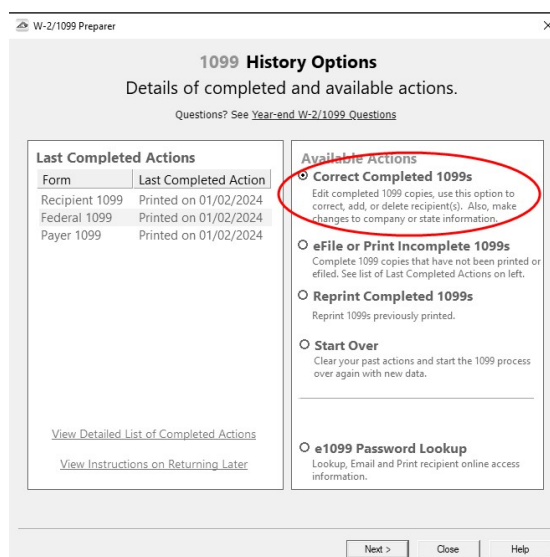 W-2/1099 Preparer
1099 History Options
Details of completed and available actions.
Questions? See Year-end W-2/1099 Questions
Last Completed Actions
Form Last Completed Action
Recipient 1099 Printed on 01/02/2024
Federal 1099 Printed on 01/02/2024
Payer 1099 Printed on 01/02/2024
View Detailed List of Completed Actions
View Instructions on Returning Later
Available Actions
Correct Completed 1099s
Edit completed 1099 copies, use this option to
correct, add, or delete recipient(s). Also, make
changes to company or state information.
eFile or Print Incomplete 1099s
Complete 1099 copies that have not been printed or
efiled. See list of Last Completed Actions on left.
Reprint Completed 1099s
Reprint 1099s previously printed.
Start Over
Clear your past actions and start the 1099 process
over again with new data.
e1099 Password Lookup
Lookup, Email and Print recipient online access
information.
Next > Close Help